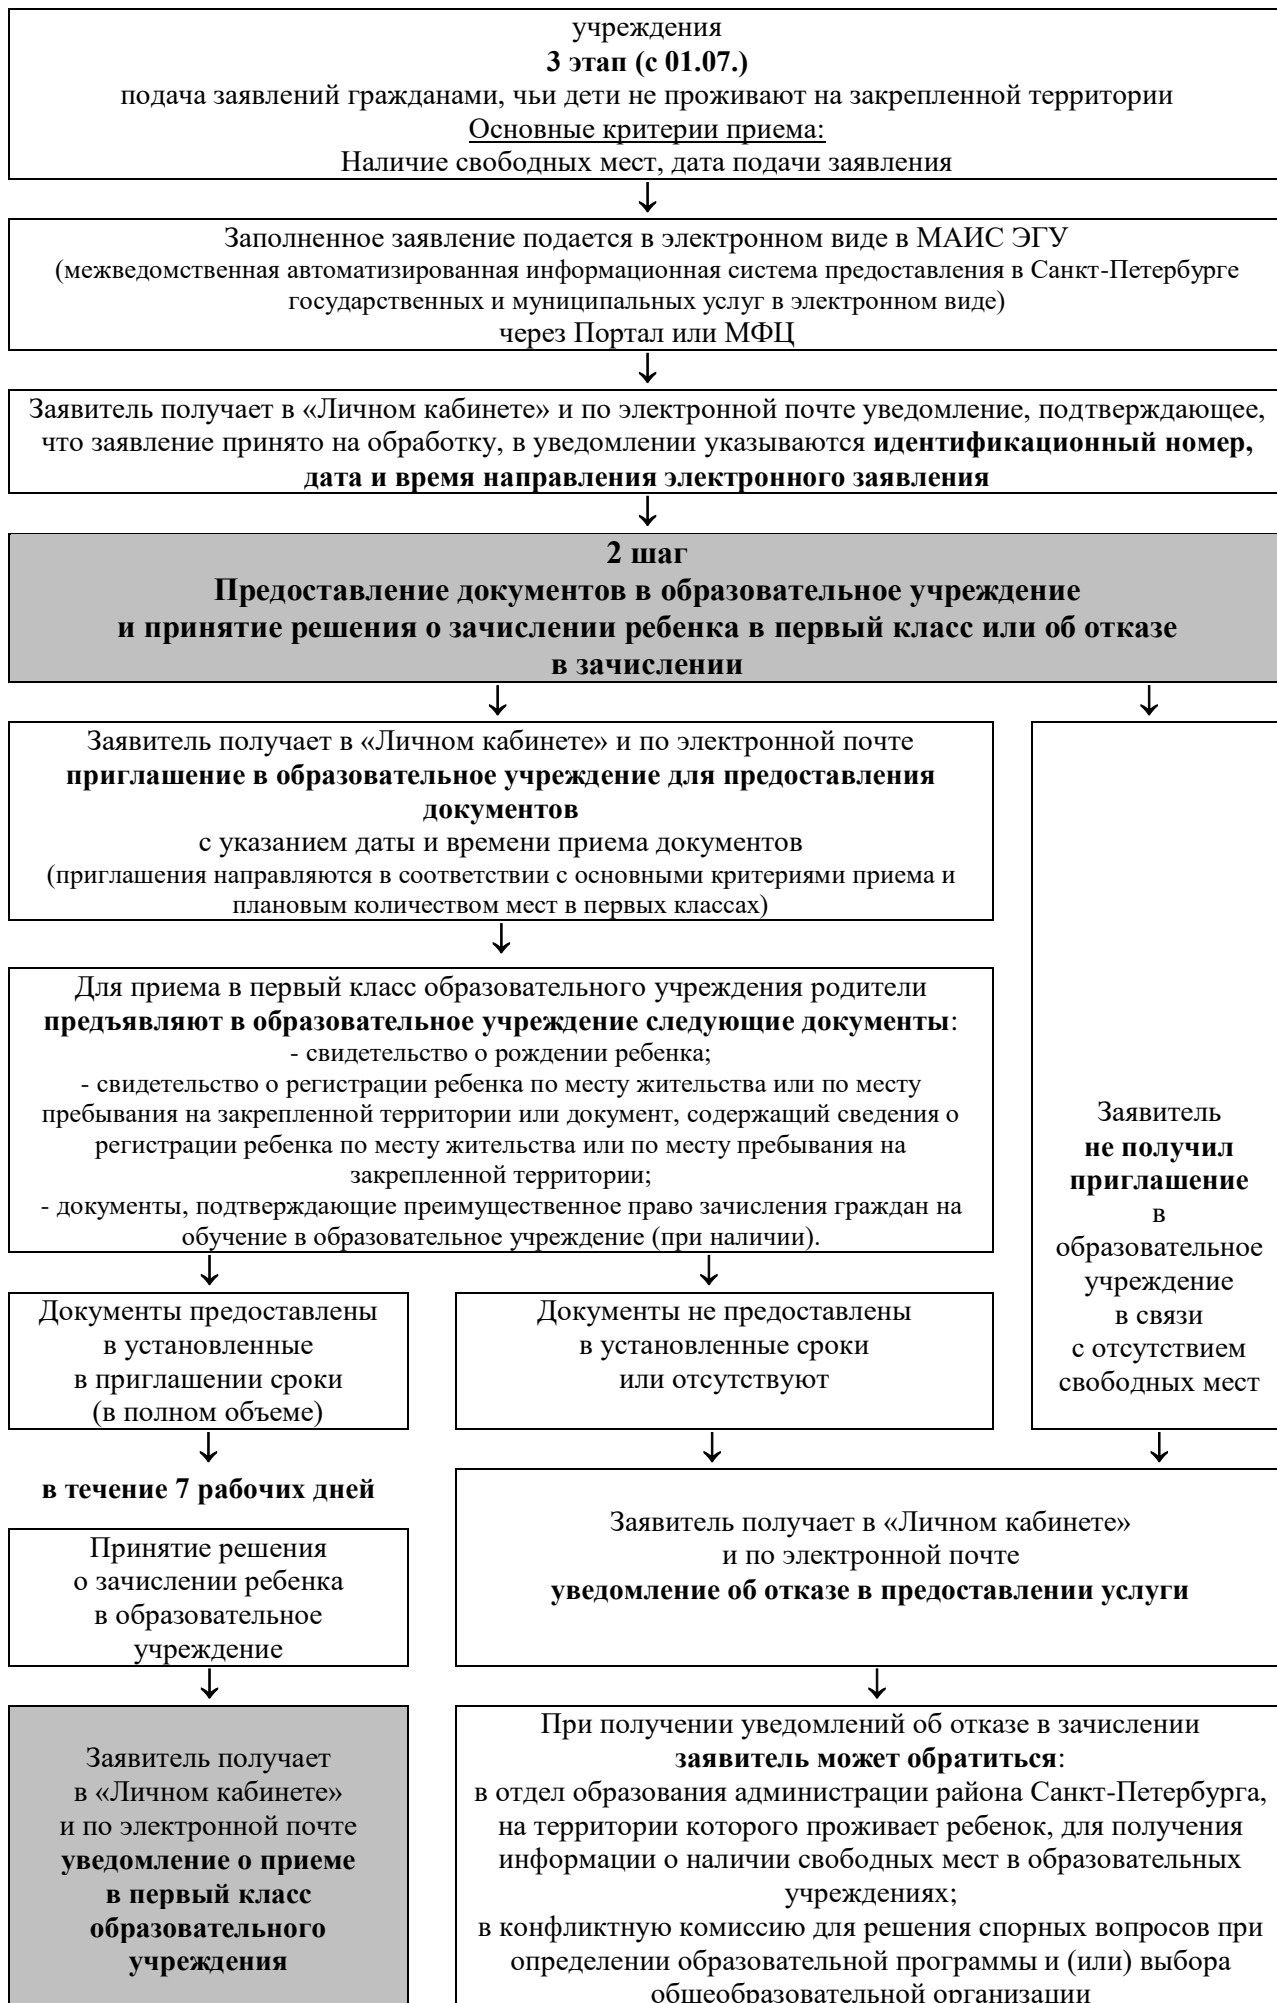 учреждения
3 этап (с 01.07.)
подача заявлений гражданами, чьи дети не проживают на закрепленной территории
Основные критерии приема:
Наличие свободных мест, дата подачи заявления
Заполненное заявление подается в электронном виде в МАИС ЭГУ
(межведомственная автоматизированная информационная система предоставления в Санкт-Петербурге
государственных и муниципальных услуг в электронном виде)
через Портал или МФЦ
Заявитель получает в «Личном кабинете» и по электронной почте уведомление, подтверждающее,
что заявление принято на обработку, в уведомлении указываются идентификационный номер,
дата и время направления электронного заявления
2 шаг
Предоставление документов в образовательное учреждение
и принятие решения о зачислении ребенка в первый класс или об отказе
в зачислении
Заявитель получает в «Личном кабинете» и по электронной почте
приглашение в образовательное учреждение для предоставления
документов
с указанием даты и времени приема документов
(приглашения направляются в соответствии с основными критериями приема и
плановым количеством мест в первых классах)
Для приема в первый класс образовательного учреждения родители
предъявляют в образовательное учреждение следующие документы:
- свидетельство о рождении ребенка;
- свидетельство о регистрации ребенка по месту жительства или по месту
пребывания на закрепленной территории или документ, содержащий сведения о
регистрации ребенка по месту жительства или по месту пребывания на
закрепленной территории;
- документы, подтверждающие преимущественное право зачисления граждан на
обучение в образовательное учреждение (при наличии).
Заявитель
не получил
приглашение
в
образовательное
учреждение
в связи
с отсутствием
свободных мест
Документы предоставлены
в установленные
в приглашении сроки
(в полном объеме)
Документы не предоставлены
в установленные сроки
или отсутствуют
в течение 7 рабочих дней
Принятие решения
о зачислении ребенка
в образовательное
учреждение
Заявитель получает в «Личном кабинете»
и по электронной почте
уведомление об отказе в предоставлении услуги
Заявитель получает
в «Личном кабинете»
и по электронной почте
уведомление о приеме
в первый класс
образовательного
учреждения
При получении уведомлений об отказе в зачислении
заявитель может обратиться:
в отдел образования администрации района Санкт-Петербурга,
на территории которого проживает ребенок, для получения
информации о наличии свободных мест в образовательных
учреждениях;
в конфликтную комиссию для решения спорных вопросов при
определении образовательной программы и (или) выбора
общеобразовательной организации